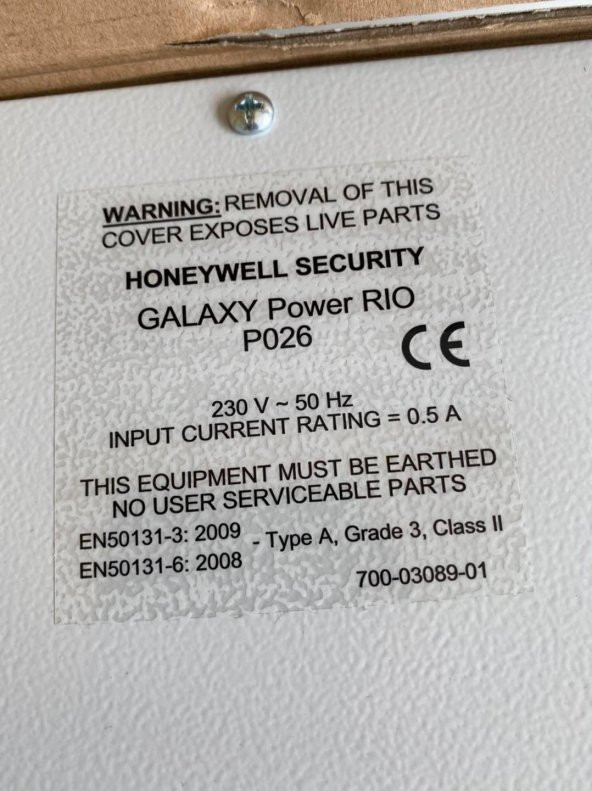 WARNING: REMOVAL OF THIS
COVER EXPOSES LIVE PARTS
HONEYWELL SECURITY
GALAXY Power RIO
P026
CE
230 V ~ 50 Hz
INPUT CURRENT RATING = 0.5 A
THIS EQUIPMENT MUST BE EARTHED
NO USER SERVICEABLE PARTS
EN50131-3: 2009 - Type A, Grade 3, Class II
EN50131-6: 2008
700-03089-01